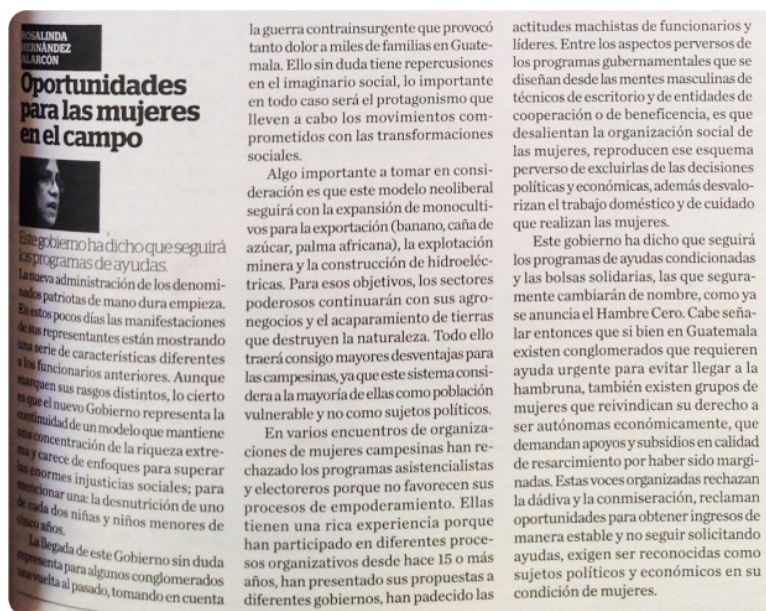 ROSALINDA
HERNÁNDEZ
ALARCÓN
Oportunidades
para las mujeres
en el campo
Este gobierno ha dicho que seguirá
los programas de ayudas.
La nueva administración de los denomi-
nados patriotas de mano dura empieza.
En estos pocos días las manifestaciones
de sus representantes están mostrando
una serie de características diferentes
a los funcionarios anteriores. Aunque
marquen sus rasgos distintos, lo cierto
es que el nuevo Gobierno representa la
continuidad de un modelo que mantiene
una concentración de la riqueza extre-
ma y carece de enfoques para superar
las enormes injusticias sociales; para
mencionar una: la desnutrición de uno
de cada dos niñas y niños menores de
cinco años.
La llegada de este Gobierno sin duda
representa para algunos conglomerados
una vuelta al pasado, tomando en cuenta
la guerra contrainsurgente que provocó
tanto dolor a miles de familias en Guate-
mala. Ello sin duda tiene repercusiones
en el imaginario social, lo importante
en todo caso será el protagonismo que
lleven a cabo los movimientos com-
prometidos con las transformaciones
sociales.
Algo importante a tomar en consi-
deración es que este modelo neoliberal
seguirá con la expansión de monoculti-
vos para la exportación (banano, caña de
azúcar, palma africana), la explotación
minera y la construcción de hidroeléc-
tricas. Para esos objetivos, los sectores
poderosos continuarán con sus agro-
negocios y el acaparamiento de tierras
que destruyen la naturaleza. Todo ello
traerá consigo mayores desventajas para
las campesinas, ya que este sistema consi-
dera a la mayoría de ellas como población
vulnerable y no como sujetos políticos.
En varios encuentros de organiza-
ciones de mujeres campesinas han re-
chazado los programas asistencialistas
y electoreros porque no favorecen sus
procesos de empoderamiento. Ellas
tienen una rica experiencia porque
han participado en diferentes proce-
sos organizativos desde hace 15 o más
años, han presentado sus propuestas a
diferentes gobiernos, han padecido las
actitudes machistas de funcionarios y
líderes. Entre los aspectos perversos de
los programas gubernamentales que se
diseñan desde las mentes masculinas de
técnicos de escritorio y de entidades de
cooperación o de beneficencia, es que
desalientan la organización social de
las mujeres, reproducen ese esquema
perverso de excluirlas de las decisiones
políticas y económicas, además desvalo-
rizan el trabajo doméstico y de cuidado
que realizan las mujeres.
Este gobierno ha dicho que seguirá
los programas de ayudas condicionadas
y las bolsas solidarias, las que segura-
mente cambiarán de nombre, como ya
se anuncia el Hambre Cero. Cabe seña-
lar entonces que si bien en Guatemala
existen conglomerados que requieren
ayuda urgente para evitar llegar a la
hambruna, también existen grupos de
mujeres que reivindican su derecho a
ser autónomas económicamente, que
demandan apoyos y subsidios en calidad
de resarcimiento por haber sido margi-
nadas. Estas voces organizadas rechazan
la dádiva y la conmiseración, reclaman
oportunidades para obtener ingresos de
manera estable y no seguir solicitando
ayudas, exigen ser reconocidas como
sujetos políticos y económicos en su
condición de mujeres.